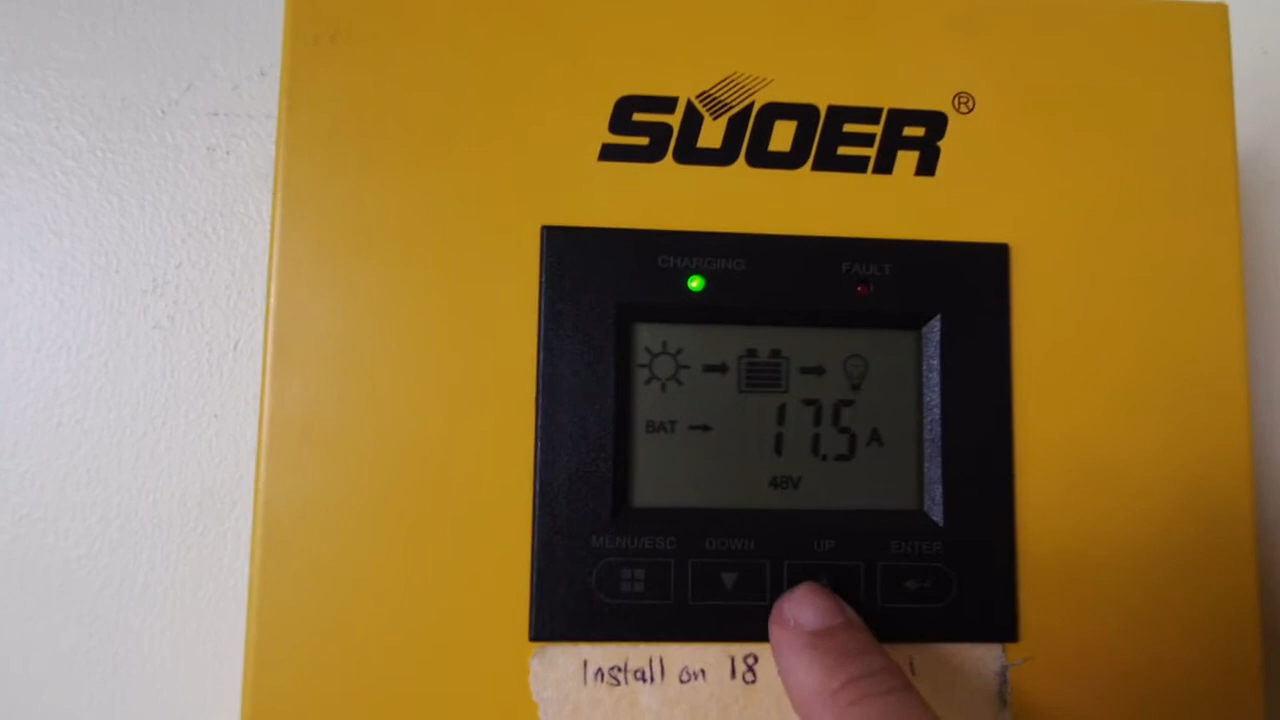 SUOER®
CHARGING FAULT
BAT 17.5 A
48V
MENU/ESC DOWN UP ENTER
Install on 18